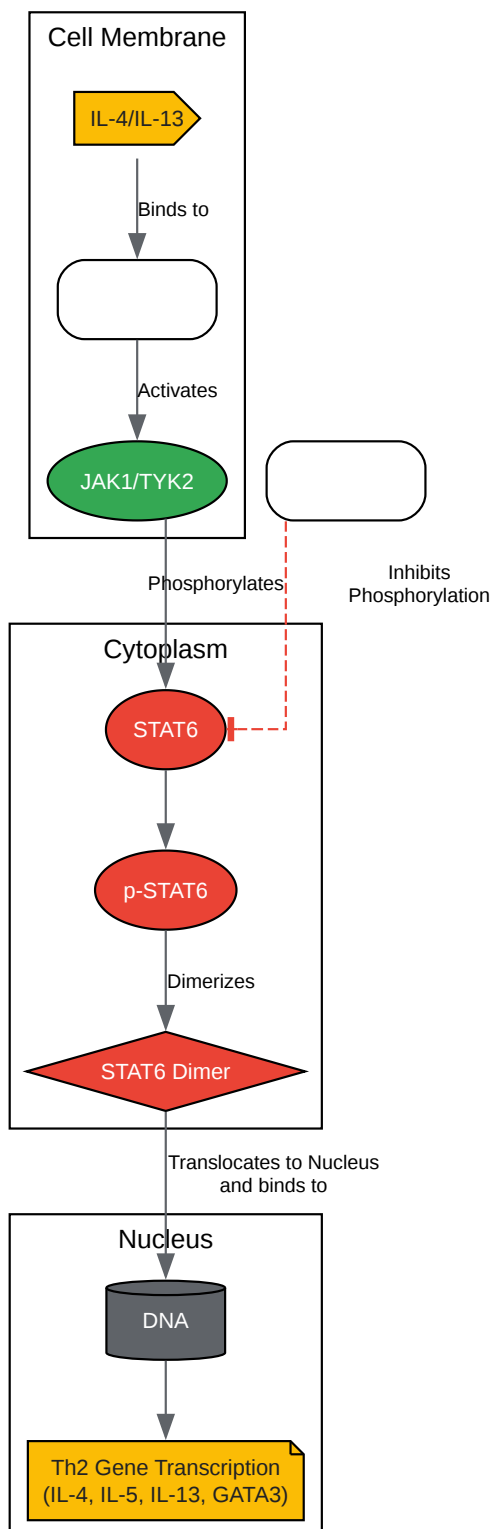 Cell Membrane
IL-4/IL-13
Binds to
Activates
JAK1/TYK2
Phosphorylates
Inhibits
Phosphorylation
Cytoplasm
STAT6
p-STAT6
Dimerizes
STAT6 Dimer
Translocates to Nucleus
and binds to
Nucleus
DNA
Th2 Gene Transcription
(IL-4, IL-5, IL-13, GATA3)